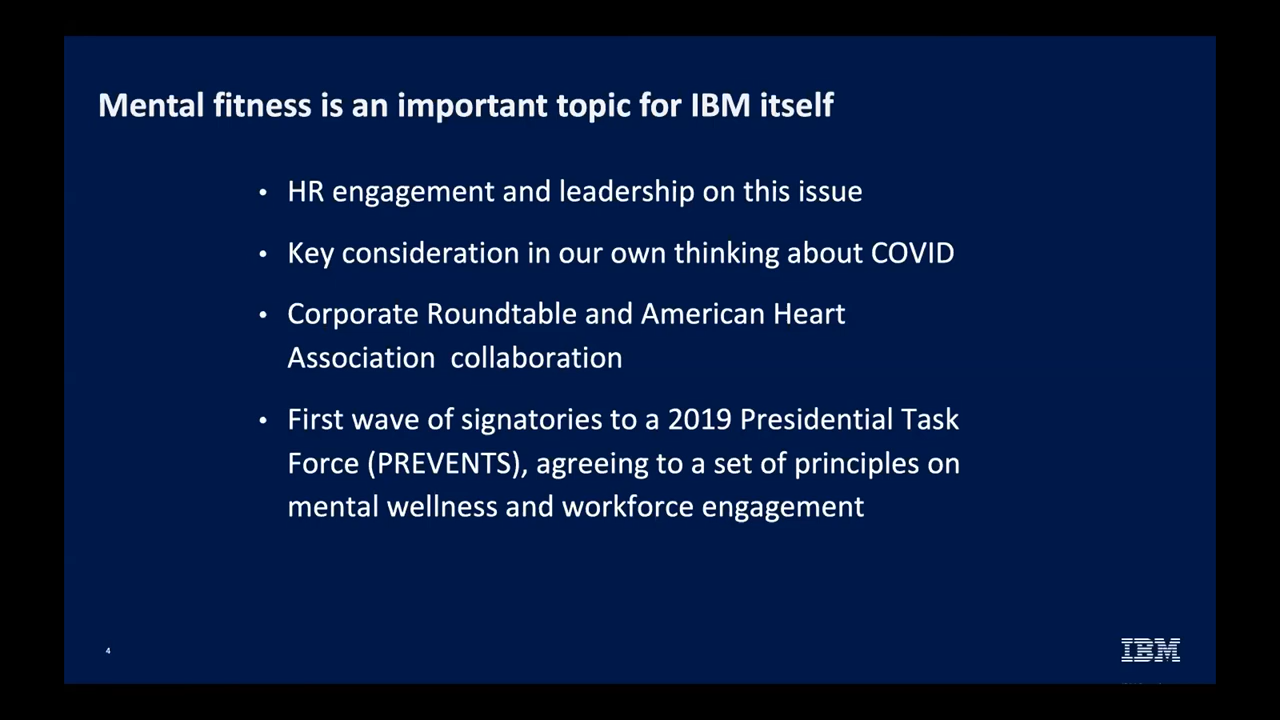 Mental fitness is an important topic for IBM itself
• HR engagement and leadership on this issue
• Key consideration in our own thinking about COVID
• Corporate Roundtable and American Heart
Association collaboration
• First wave of signatories to a 2019 Presidential Task
Force (PREVENTS), agreeing to a set of principles on
mental wellness and workforce engagement
4
IBM